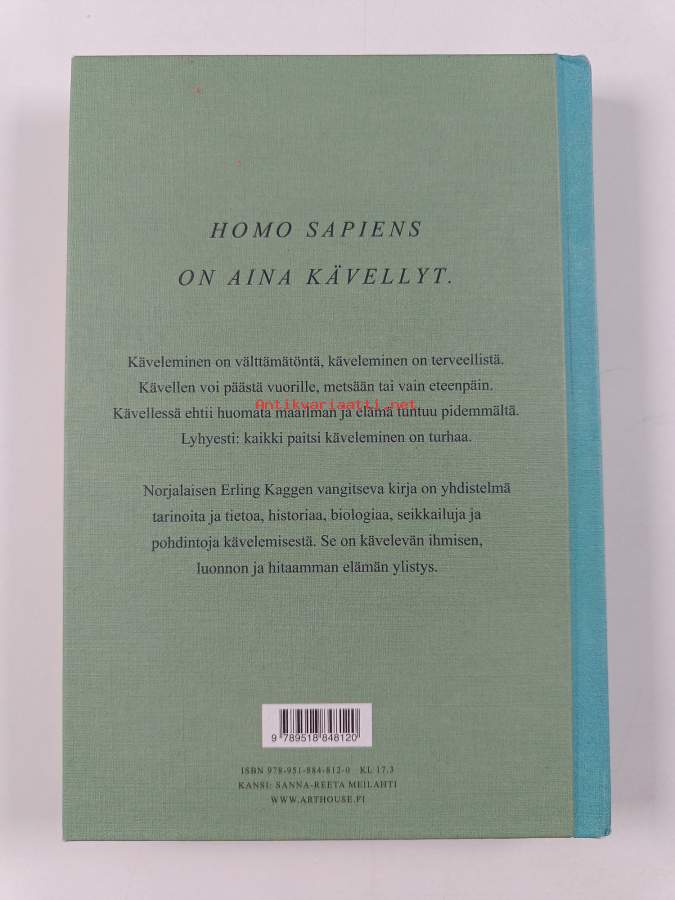 HOMO SAPIENS
ON AINA KÄVELLYT.
Käveleminen on välttämätöntä, käveleminen on terveellistä.
Kävellen voi päästä vuorille, metsään tai vain eteenpäin.
Antikvariaatti.net
Kävellessä ehtii huomata maailman ja elämä tuntuu pidemmältä.
Lyhyesti: kaikki paitsi käveleminen on turhaa.
Norjalaisen Erling Kaggen vangitseva kirja on yhdistelmä
tarinoita ja tietoa, historiaa, biologiaa, seikkailuja ja
pohdintoja kävelemisestä. Se on kävelevän ihmisen,
luonnon ja hitaamman elämän ylistys.
9 789518 848120
ISBN 978-951-884-812-0 KL 17.3
KANSI: SANNA-REETA MEILAHTI
WWW.ARTHOUSE.FI